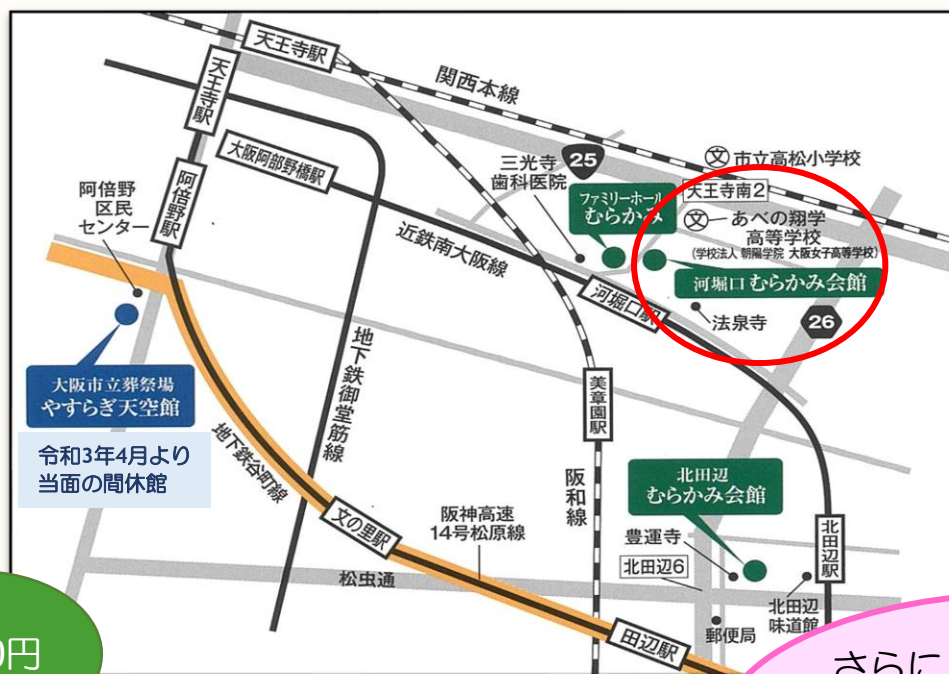 天王寺駅
関西本線
天王寺駅
大阪阿部野橋駅
三光寺
歯科医院
25
市立高松小学校
文
天王寺南2
ファミリーホール
むらかみ
文
あべの翔学
高等学校
(学校法人 朝陽学院 大阪女子高等学校)
阿倍野
区民
センター
阿倍野駅
近鉄南大阪線
河堀口 むらかみ会館
河堀口駅
法泉寺
26
大阪市立葬祭場
やすらぎ天空館
地下鉄御堂筋線
美章園駅
令和3年4月より
当面の間休館
地下鉄谷町線
阪和線
北田辺
むらかみ会館
文の里駅
阪神高速
14号松原線
豊運寺
北田辺駅
松虫通
北田辺6
北田辺
味道館
郵便局
田辺駅
円
さらに